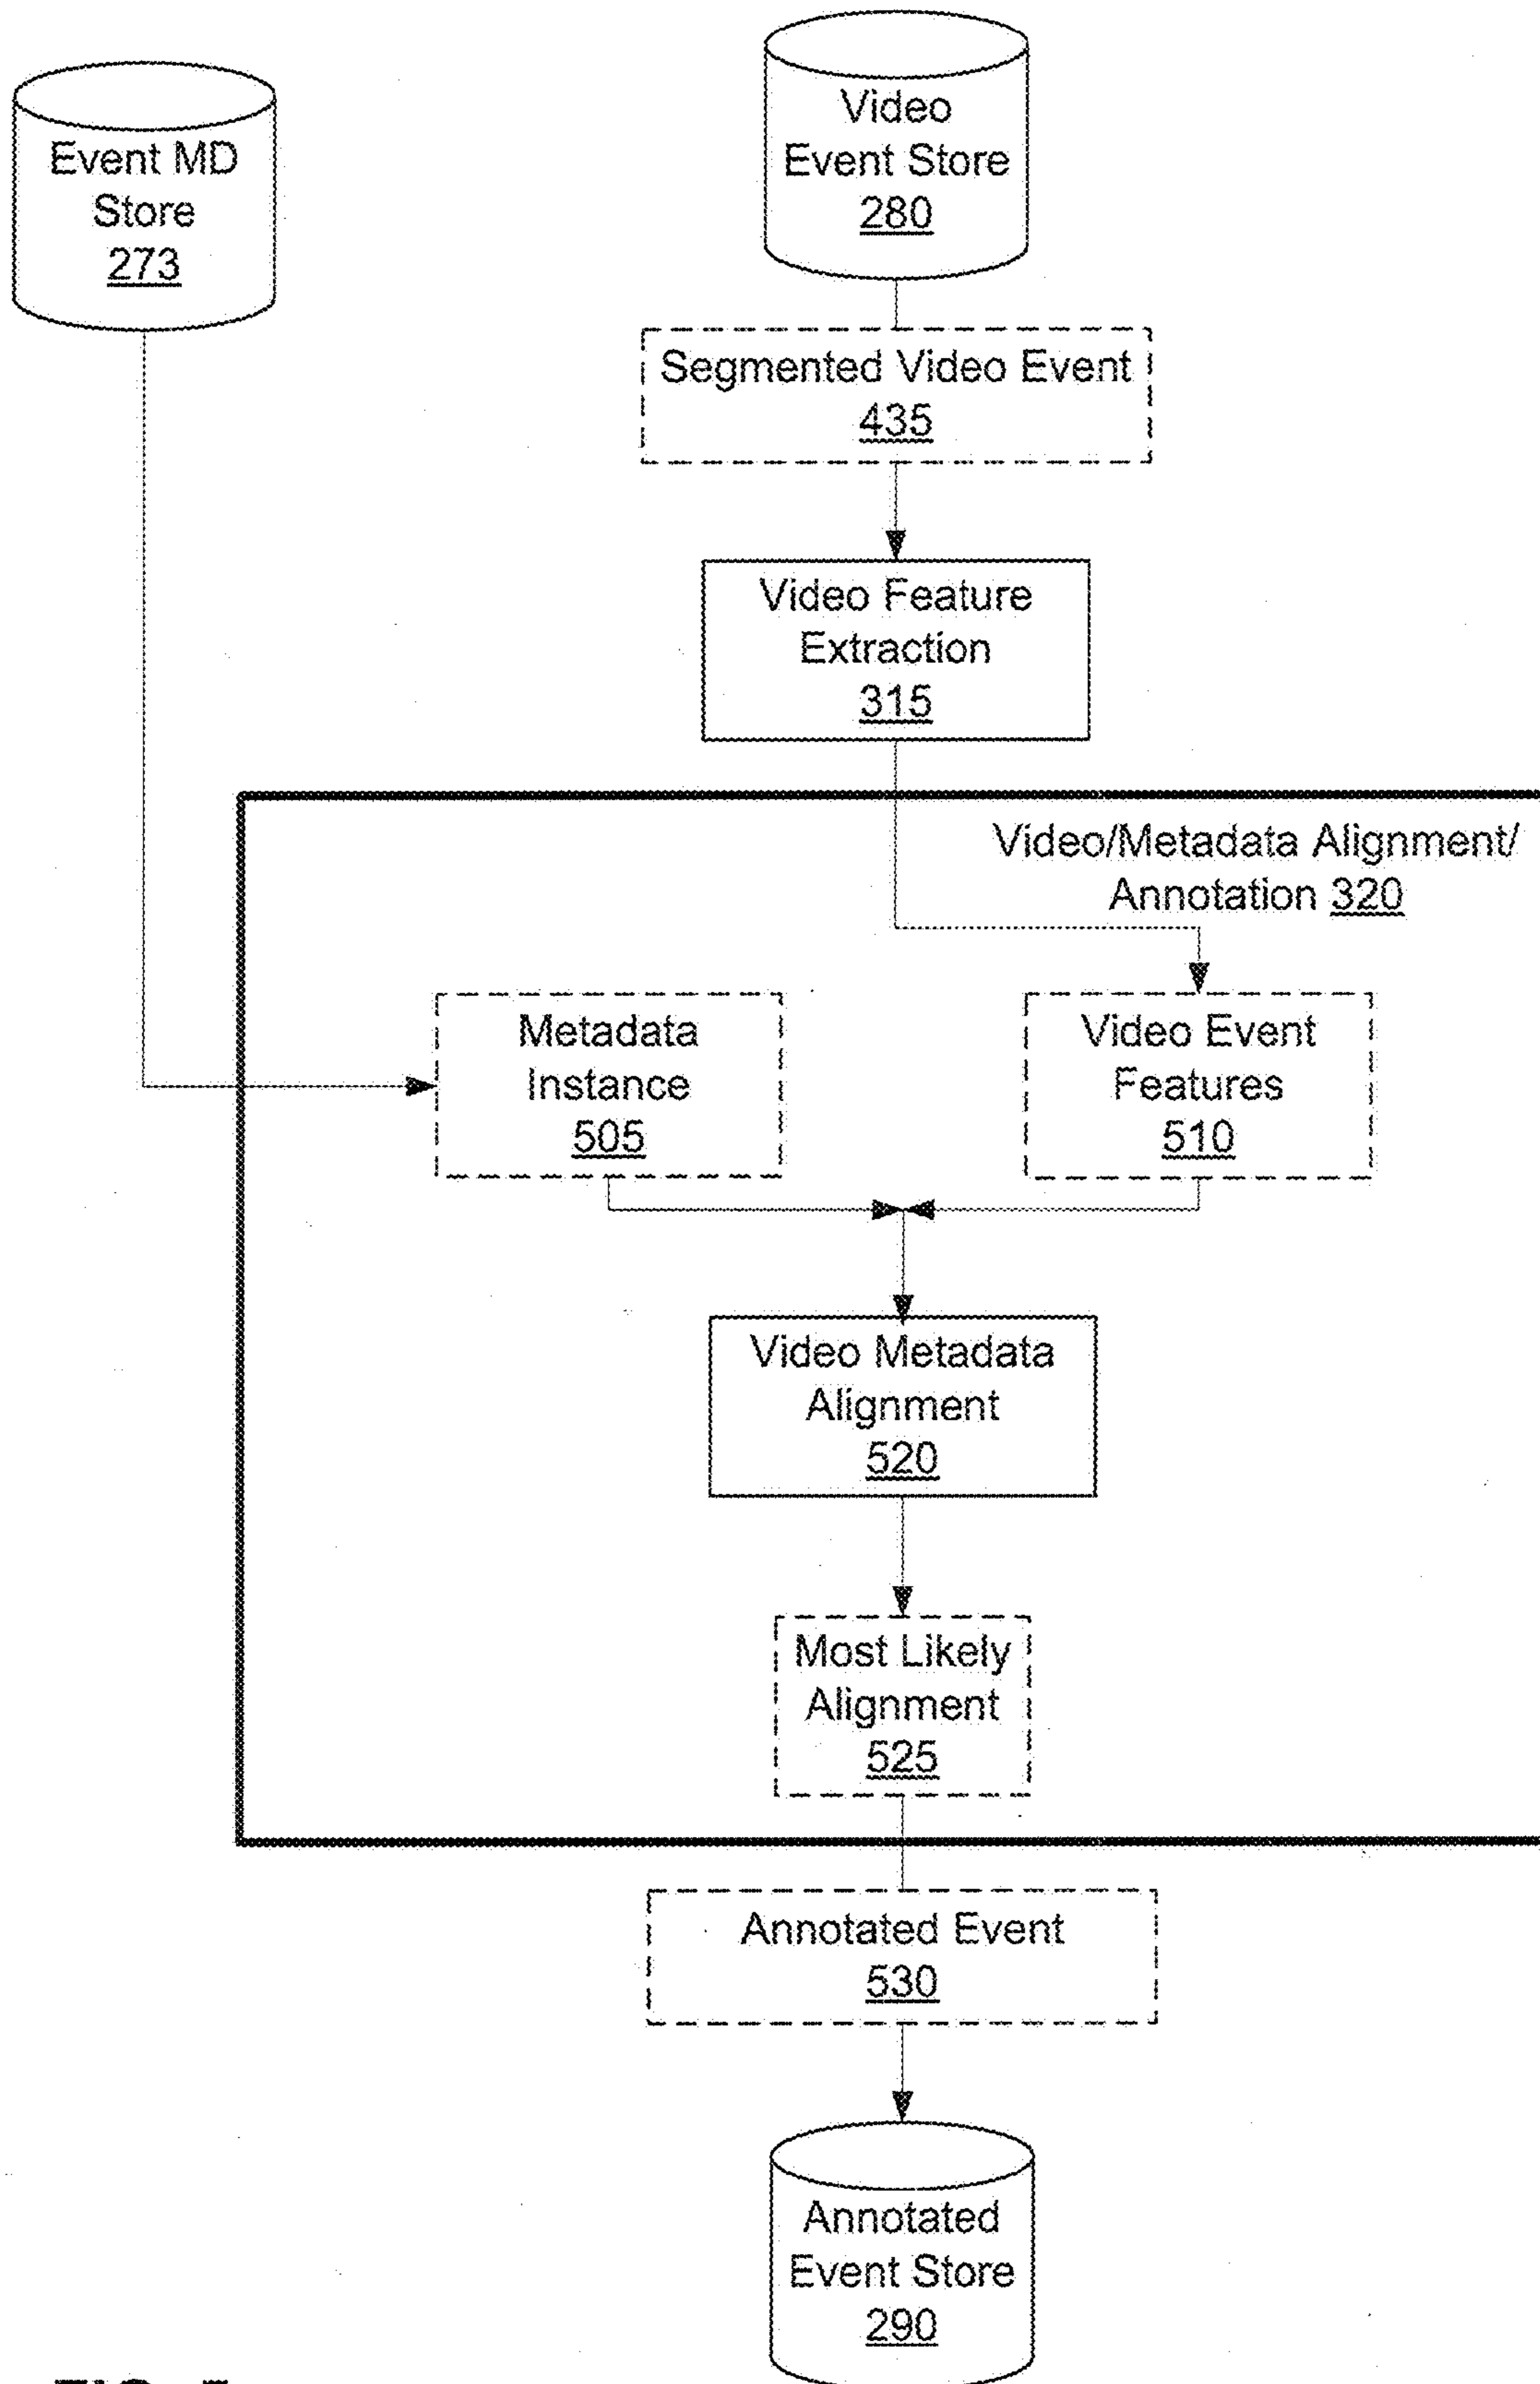 Video
Event Store
280
Event MD
Store
273
Segmented Video Event
435
Video Feature
Extraction
315
Video/Metadata Alignment/
Annotation 320
Metadata
Instance
505
Video Event
Features
510
Video Metadata
Alignment
520
Most Likely
Alignment
525
Annotated Event
530
Annotated
Event Store
290